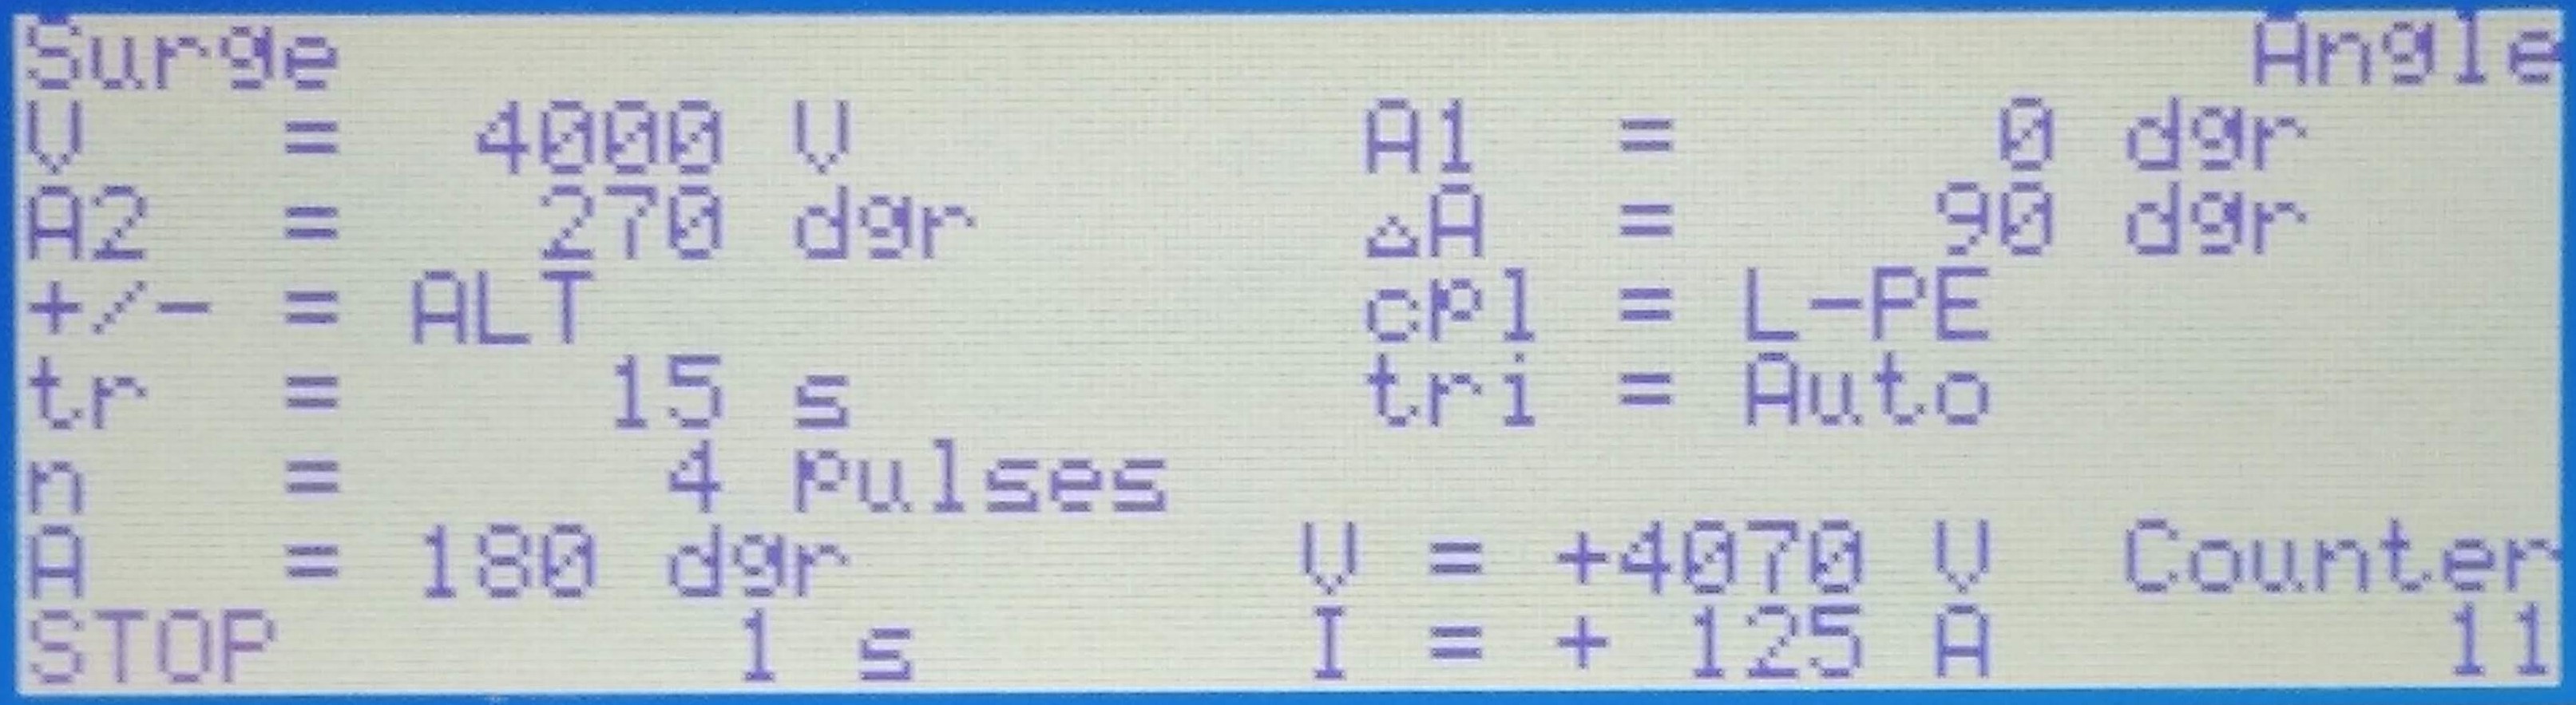 Surge Angle
V = 4000 V A1 = 0 dgr
A2 = 270 dgr △A = 90 dgr
+/- = ALT cpl = L-PE
tr = 15 s tri = Auto
n = 4 pulses
A = 180 dgr V = +4070 V Counter
STOP 1 s I = + 125 A 11